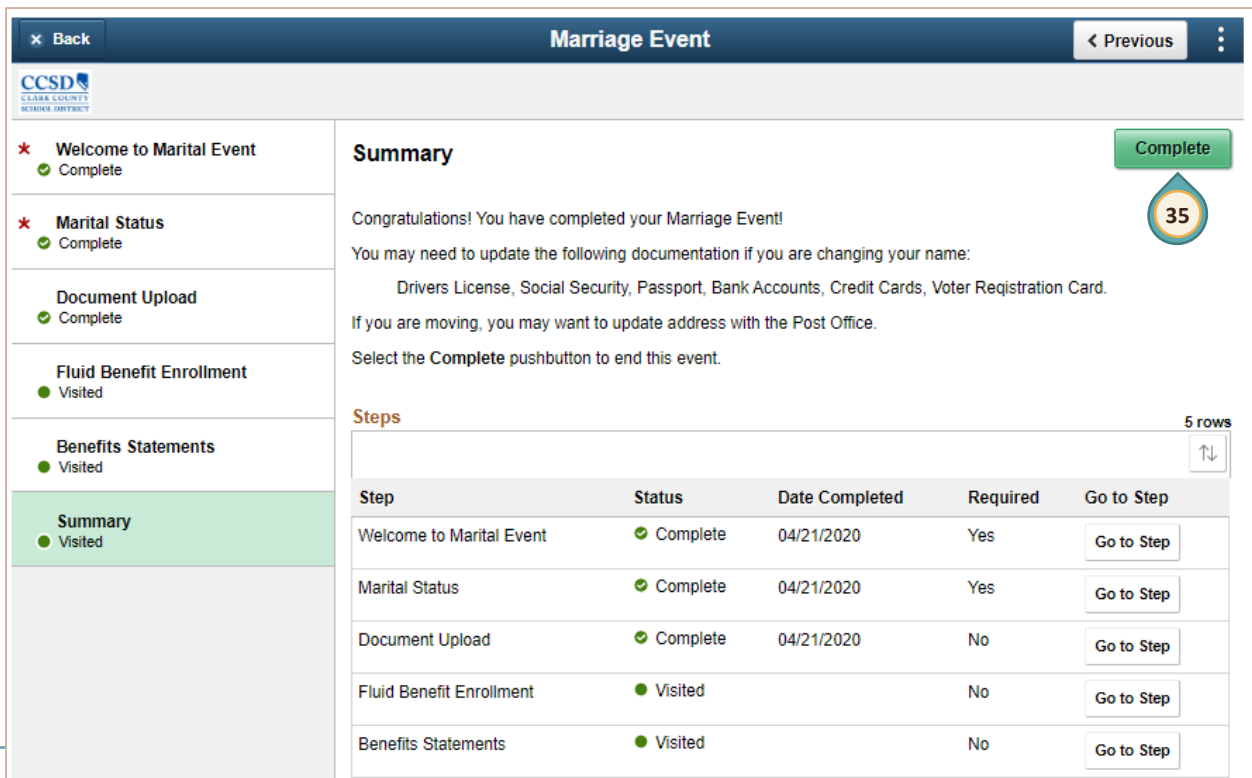 × Back
Marriage Event
Previous
CCSD
CLARK COUNTY
SCHOOL DISTRICT
* Welcome to Marital Event
Complete
* Marital Status
Complete
Document Upload
Complete
Fluid Benefit Enrollment
Visited
Benefits Statements
Visited
Summary
Visited
Summary
Complete
35
Congratulations! You have completed your Marriage Event!
You may need to update the following documentation if you are changing your name:
Drivers License, Social Security, Passport, Bank Accounts, Credit Cards, Voter Registration Card.
If you are moving, you may want to update address with the Post Office.
Select the Complete pushbutton to end this event.
Steps
5 rows
Step Status Date Completed Required Go to Step
Welcome to Marital Event Complete 04/21/2020 Yes Go to Step
Marital Status Complete 04/21/2020 Yes Go to Step
Document Upload Complete 04/21/2020 No Go to Step
Fluid Benefit Enrollment Visited No Go to Step
Benefits Statements Visited No Go to Step